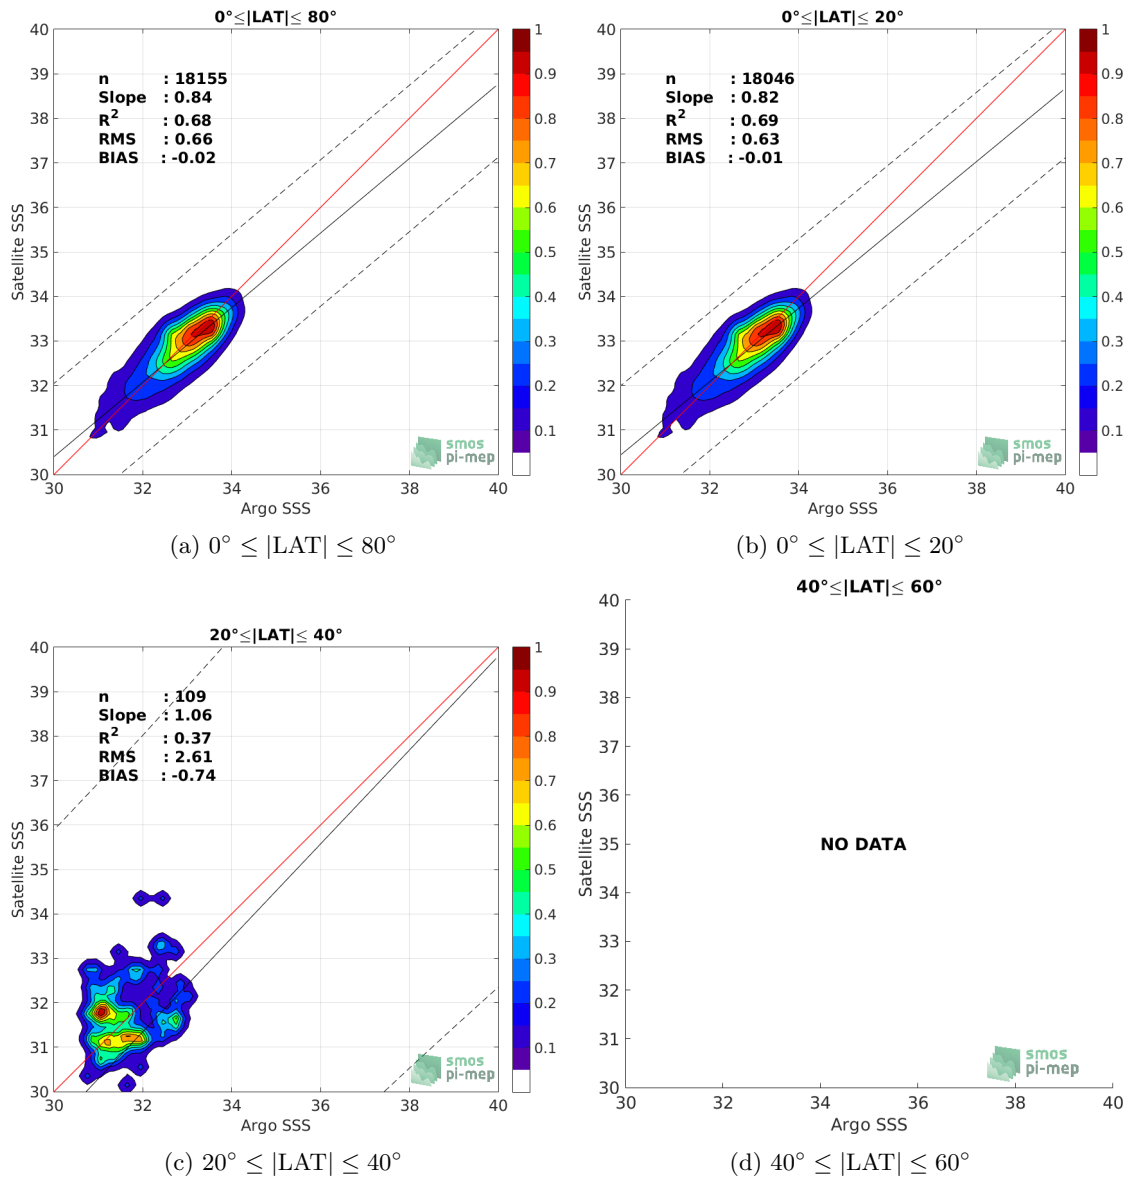 0°≤|LAT|≤ 80°
n : 18155
Slope : 0.84
R² : 0.68
RMS : 0.66
BIAS : -0.02
40
39
38
37
36
35
34
33
32
31
30
Satellite SSS
30 32 34 36 38 40
Argo SSS
1
0.9
0.8
0.7
0.6
0.5
0.4
0.3
0.2
0.1
smos
pi-mep
(a) 0° ≤ |LAT| ≤ 80°
0°≤|LAT|≤ 20°
n : 18046
Slope : 0.82
R² : 0.69
RMS : 0.63
BIAS : -0.01
40
39
38
37
36
35
34
33
32
31
30
Satellite SSS
30 32 34 36 38 40
Argo SSS
1
0.9
0.8
0.7
0.6
0.5
0.4
0.3
0.2
0.1
smos
pi-mep
(b) 0° ≤ |LAT| ≤ 20°
20°≤|LAT|≤ 40°
n : 109
Slope : 1.06
R² : 0.37
RMS : 2.61
BIAS : -0.74
40
39
38
37
36
35
34
33
32
31
30
Satellite SSS
30 32 34 36 38 40
Argo SSS
1
0.9
0.8
0.7
0.6
0.5
0.4
0.3
0.2
0.1
smos
pi-mep
(c) 20° ≤ |LAT| ≤ 40°
40°≤|LAT|≤ 60°
40
39
38
37
36
35
34
33
32
31
30
Satellite SSS
NO DATA
30 32 34 36 38 40
Argo SSS
smos
pi-mep
(d) 40° ≤ |LAT| ≤ 60°